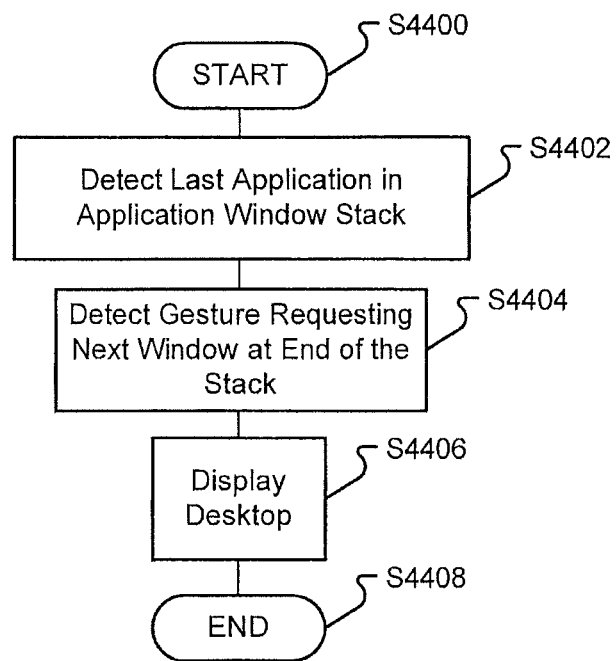 S4400
START
S4402
Detect Last Application in
Application Window Stack
S4404
Detect Gesture Requesting
Next Window at End of the
Stack
S4406
Display
Desktop
S4408
END